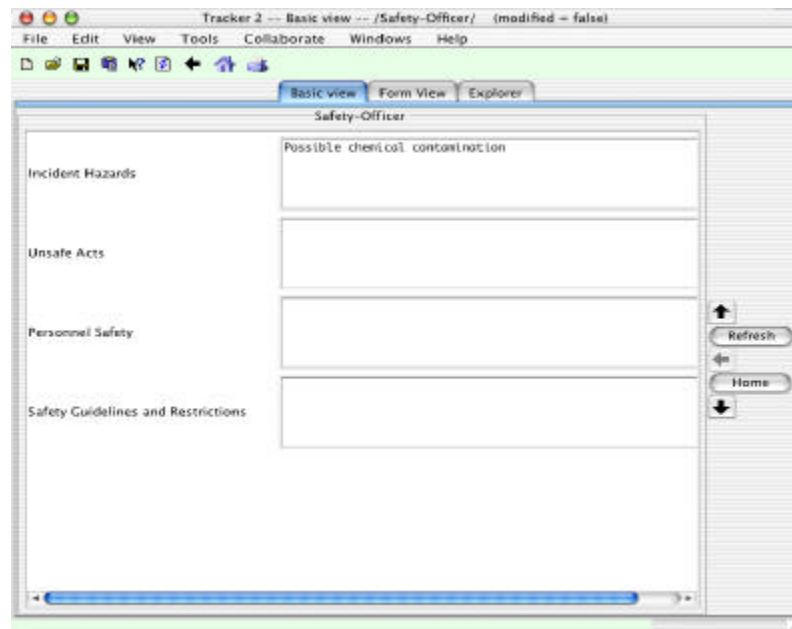 Tracker 2 -- Basic view -- /Safety-Officer/ (modified = false)
File Edit View Tools Collaborate Windows Help
Basic view Form View Explorer
Safety-Officer
Possible chemical contamination
Incident Hazards
Unsafe Acts
Personnel Safety
Refresh
Home
Safety Guidelines and Restrictions